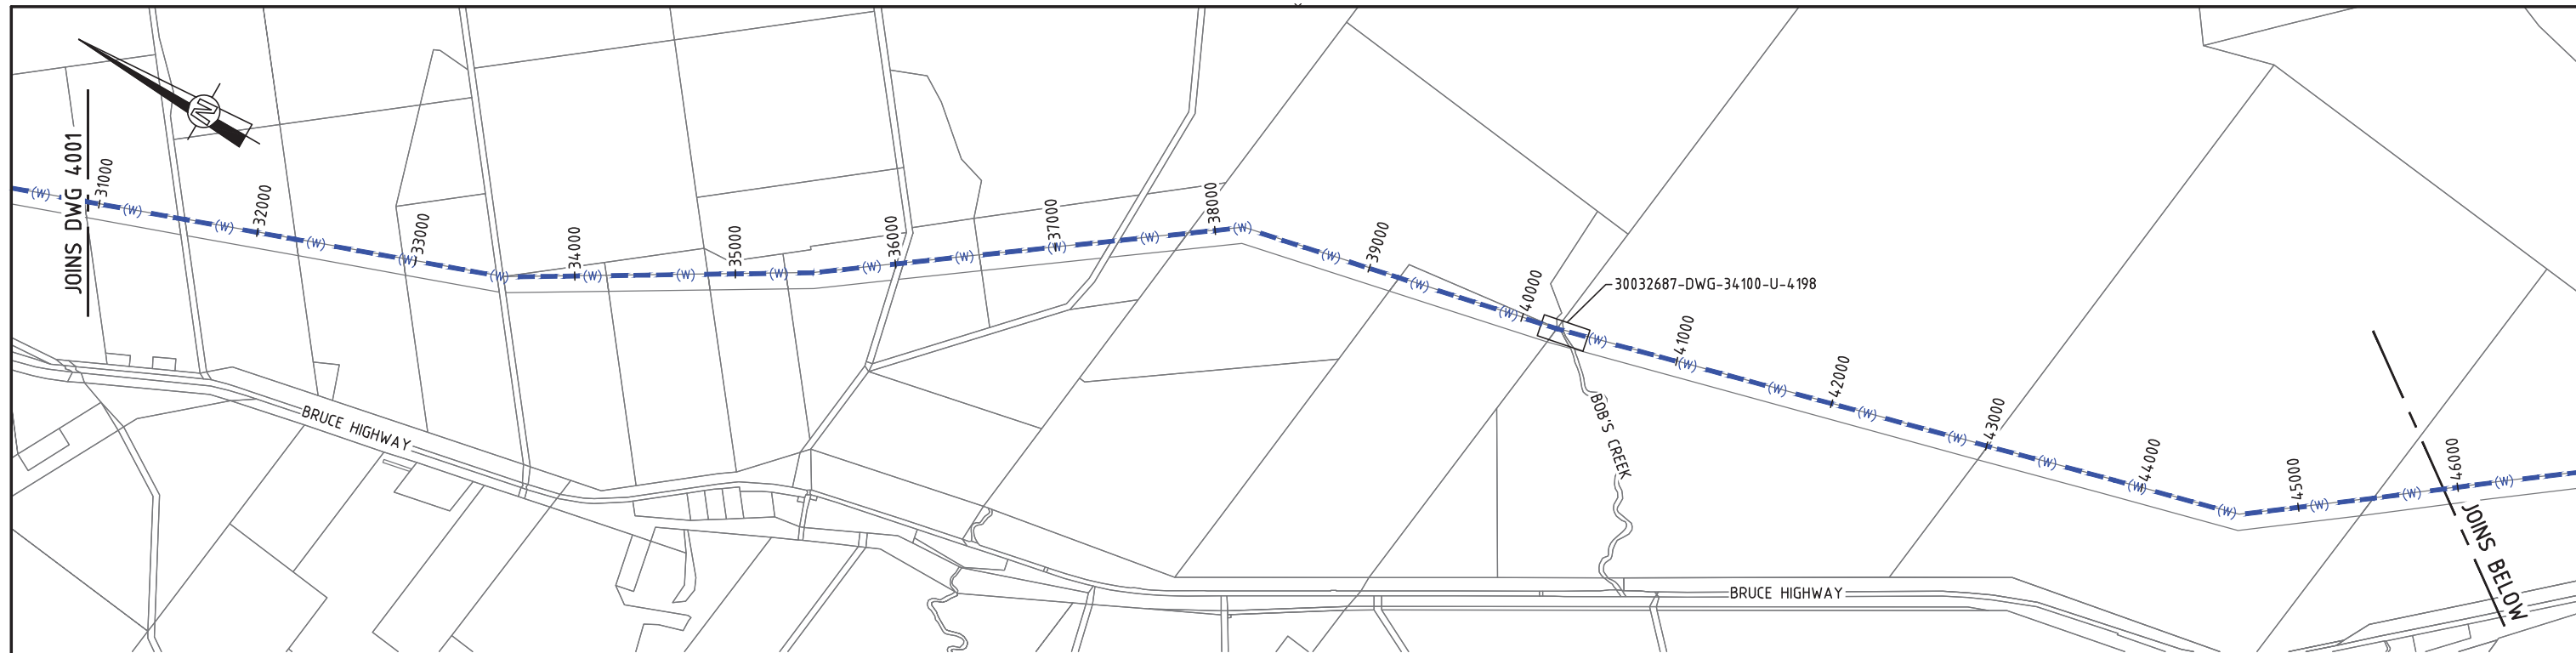 N
JOINS DWG 4001
31000
32000
33000
34000
35000
36000
37000
38000
39000
40000
41000
42000
43000
44000
45000
46000
(W) (W) (W) (W) (W) (W) (W) (W) (W) (W) (W) (W) (W) (W) (W) (W) (W) (W) (W) (W) (W) (W) (W) (W) (W) (W) (W) (W)
30032687-DWG-34100-U-4198
BOB'S CREEK
BRUCE HIGHWAY
BRUCE HIGHWAY
JOINS BELOW